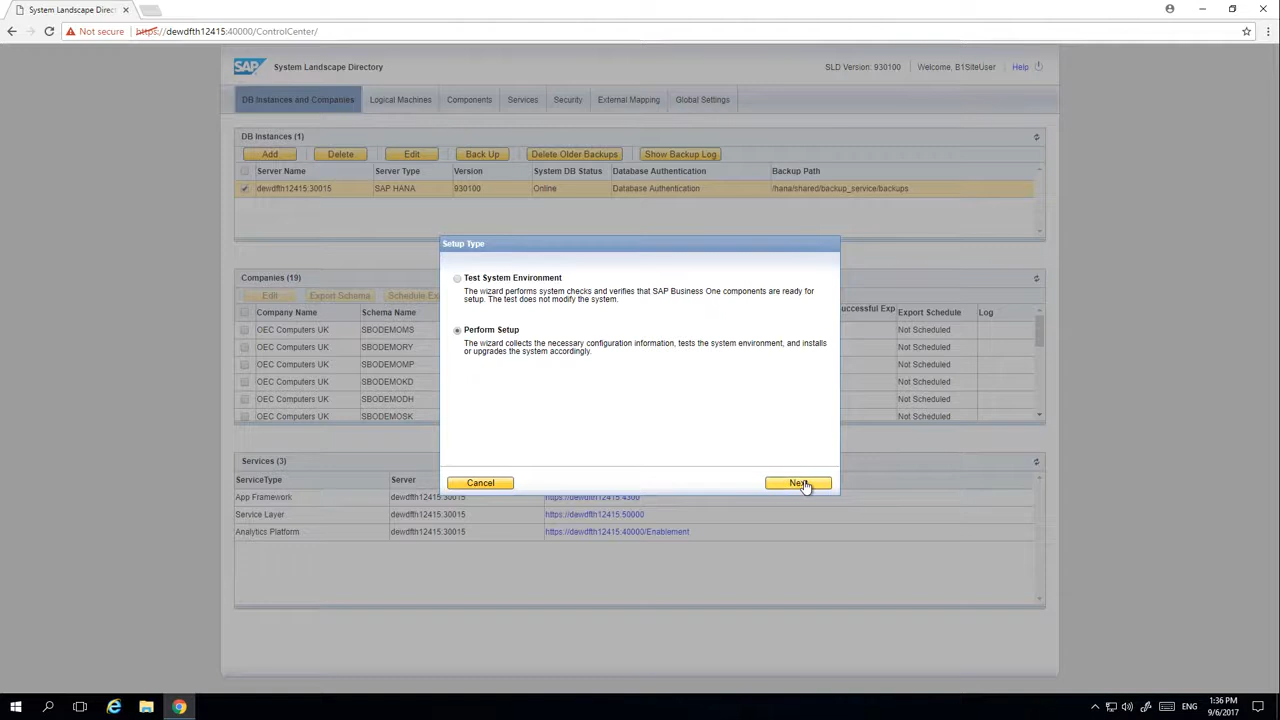 System Landscape Direc
Not secure https://dewdfth12415:40000/ControlCenter/
SAP System Landscape Directory SLD Version: 930100 Welcome, B1SiteUser Help
DB Instances and Companies Logical Machines Components Services Security External Mapping Global Settings
DB Instances (1)
Add Delete Edit Back Up Delete Older Backups Show Backup Log
Server Name Server Type Version System DB Status Database Authentication Backup Path
dewdfth12415:30015 SAP HANA 930100 Online Database Authentication /hana/shared/backup_service/backups
Setup Type
Test System Environment
The wizard performs system checks and verifies that SAP Business One components are ready for
setup. The test does not modify the system.
Perform Setup
The wizard collects the necessary configuration information, tests the system environment, and installs
or upgrades the system accordingly.
Cancel Next
Companies (19)
Edit Export Schema Schedule Ex
Company Name Schema Name uccessful Exp Export Schedule Log
OEC Computers UK SBODEMOMS Not Scheduled
OEC Computers UK SBODEMORY Not Scheduled
OEC Computers UK SBODEMOMP Not Scheduled
OEC Computers UK SBODEMOKD Not Scheduled
OEC Computers UK SBODEMODH Not Scheduled
OEC Computers UK SBODEMOSK Not Scheduled
Services (3)
ServiceType Server
App Framework dewdfth12415:30015 https://dewdfth12415:4300
Service Layer dewdfth12415:30015 https://dewdfth12415:50000
Analytics Platform dewdfth12415:30015 https://dewdfth12415:40000/Enablement
ENG 1:36 PM
9/6/2017